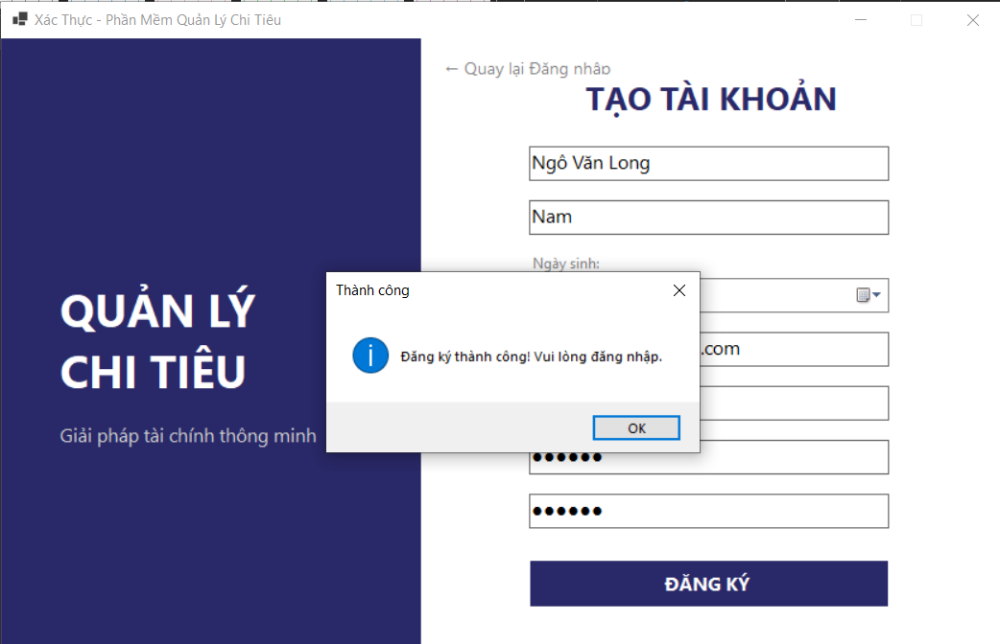 Xác Thực - Phần Mềm Quản Lý Chi Tiêu
← Quay lại Đăng nhập
TẠO TÀI KHOẢN
Ngô Văn Long
Nam
Ngày sinh:
.com
●●●●●●
●●●●●●
ĐĂNG KÝ
QUẢN LÝ
CHI TIÊU
Giải pháp tài chính thông minh
Thành công
Đăng ký thành công! Vui lòng đăng nhập.
OK